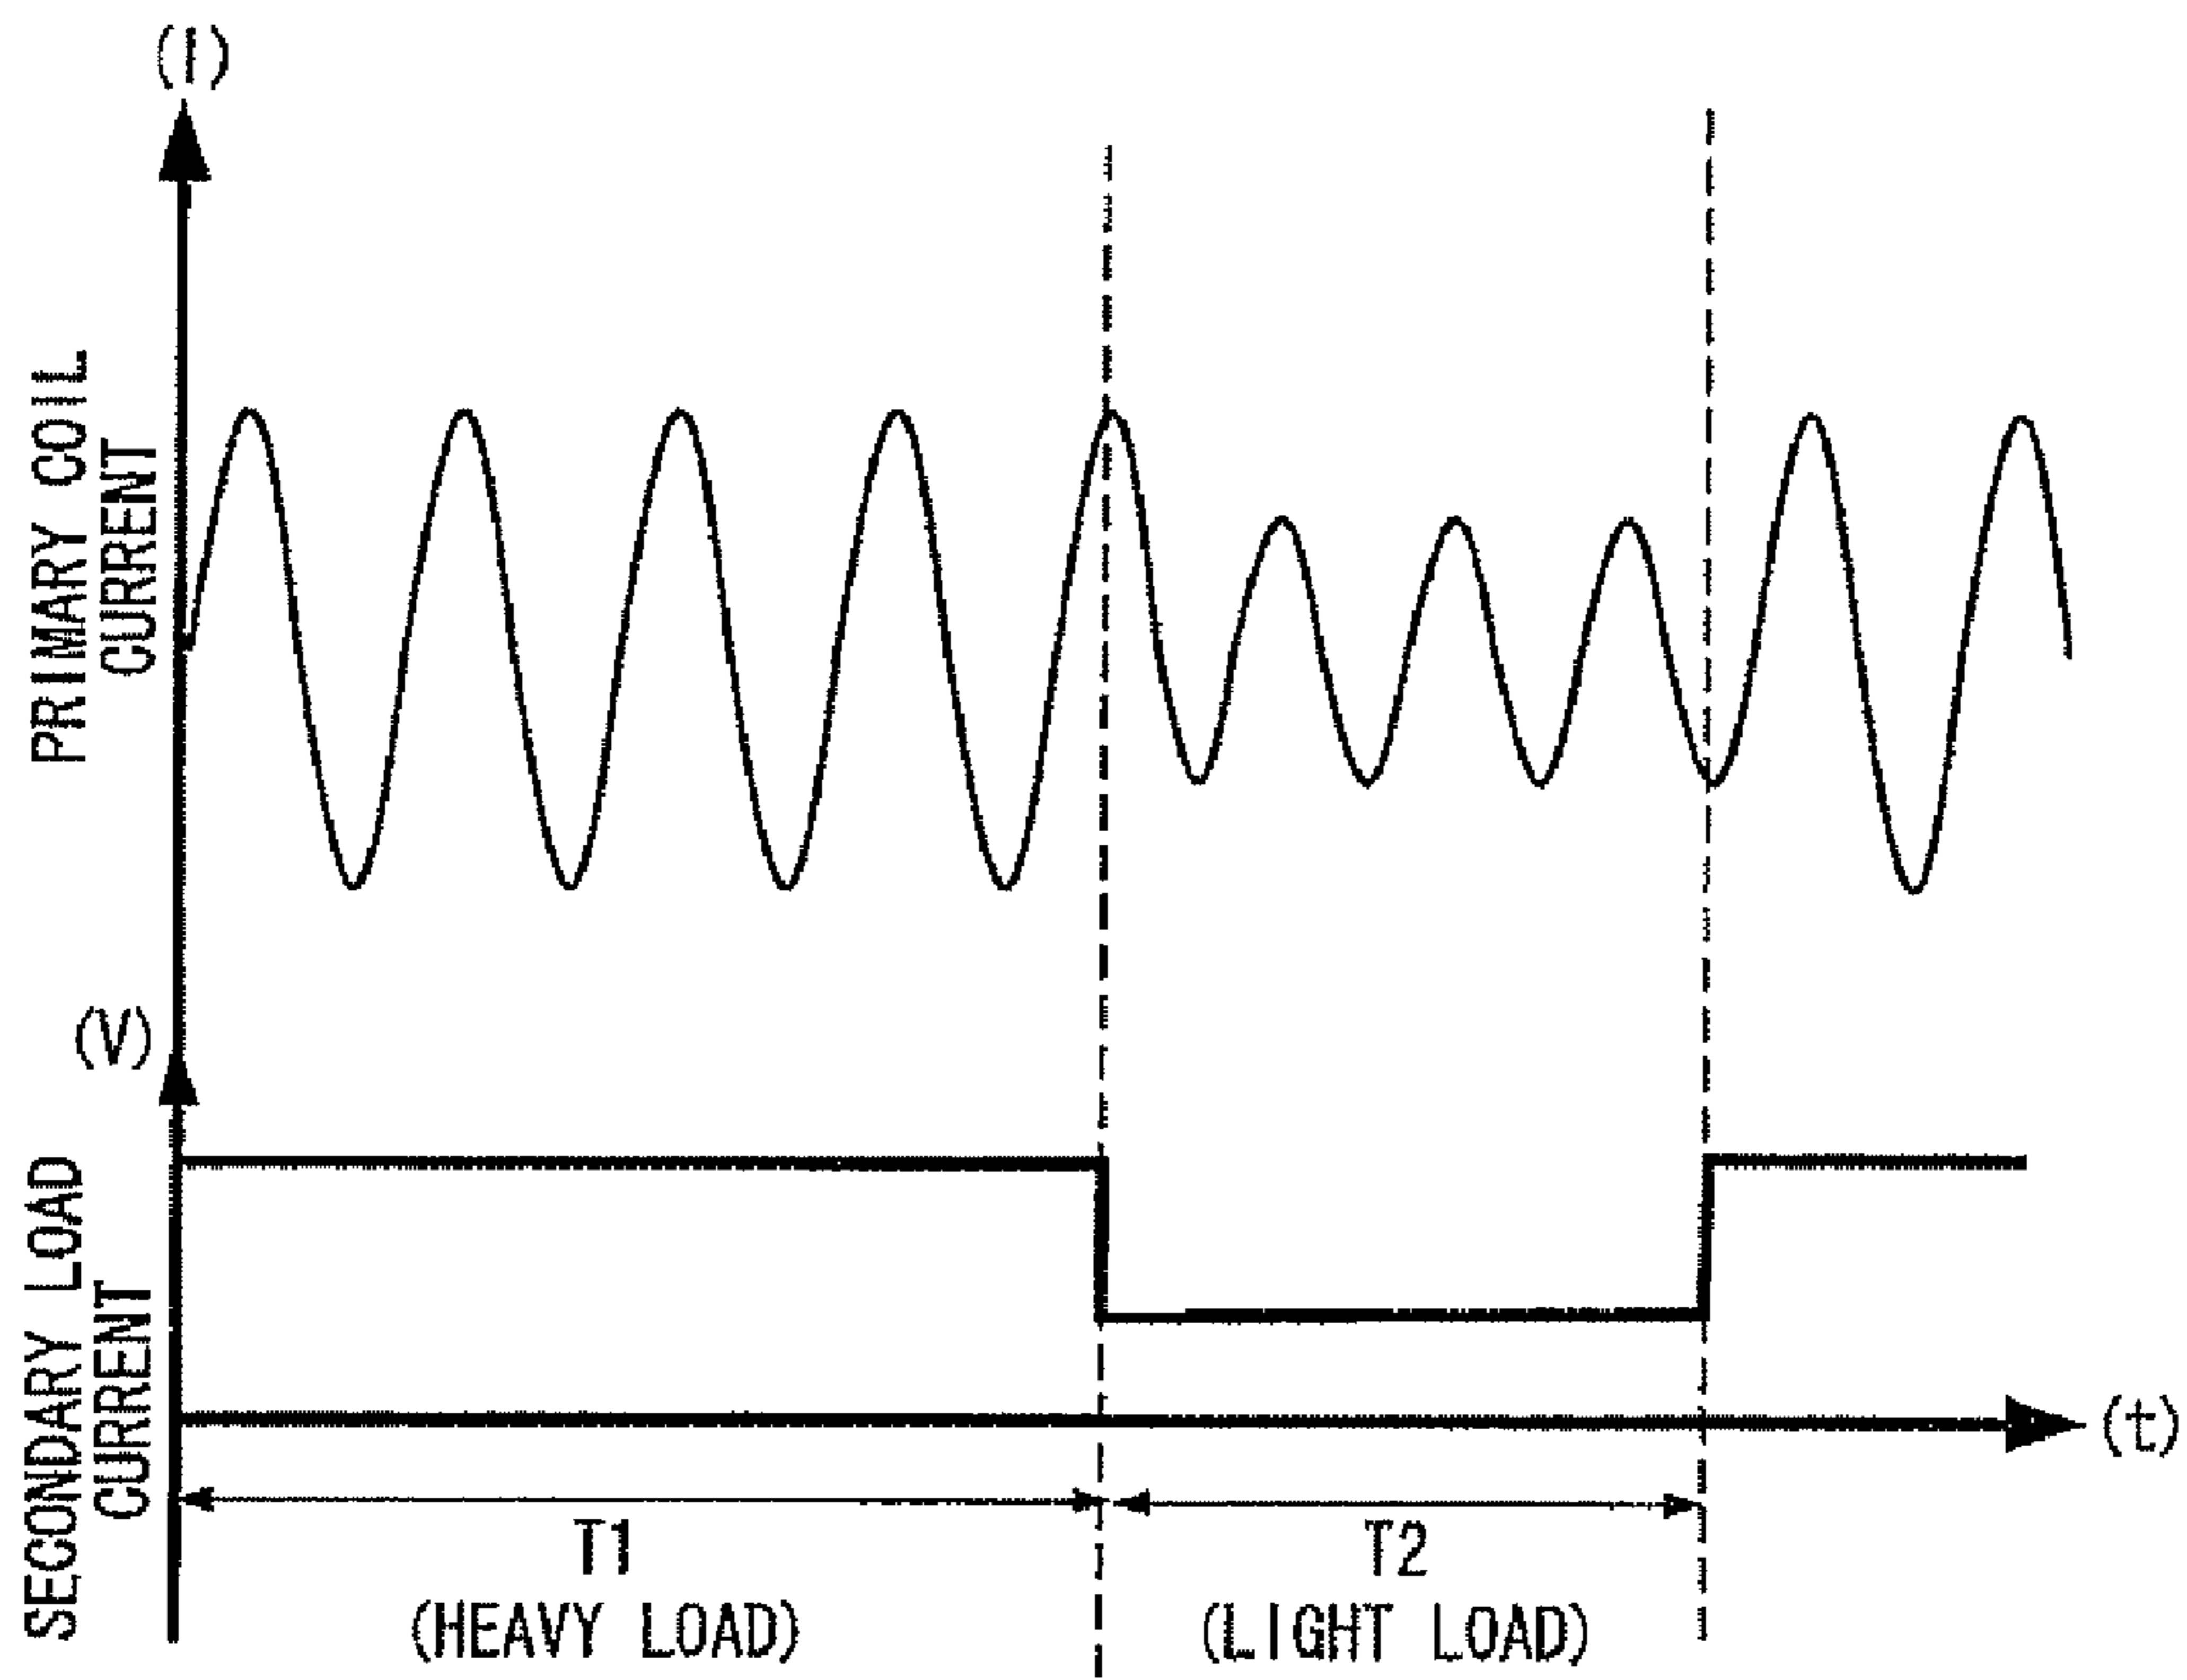 (I)
PRIMARY COIL
CURRENT
(V)
SECONDARY LOAD
CURRENT
(t)
T1
(HEAVY LOAD)
T2
(LIGHT LOAD)